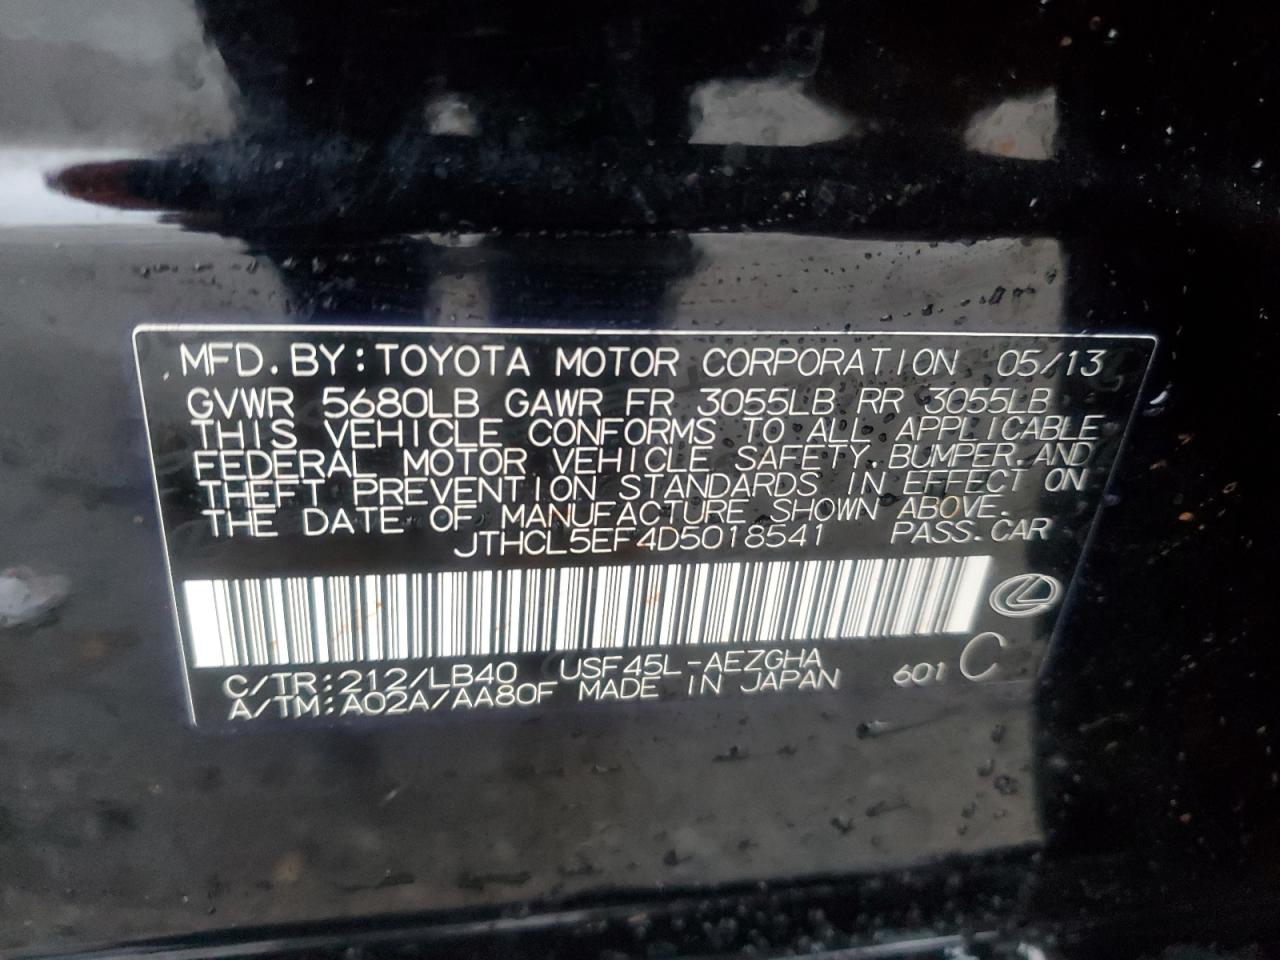 MFD. BY: TOYOTA MOTOR CORPORATION 05/13
GVWR 5680LB GAWR FR 3055LB RR 3055LB
THIS VEHICLE CONFORMS TO ALL APPLICABLE
FEDERAL MOTOR VEHICLE SAFETY, BUMPER, AND
THEFT PREVENTION STANDARDS IN EFFECT ON
THE DATE OF MANUFACTURE SHOWN ABOVE.
JTHCL5EF4D5018541 PASS. CAR
C/TR: 212/LB40 USF45L-AEZGHA
A/TM: A02A/AA80F MADE IN JAPAN 601 C